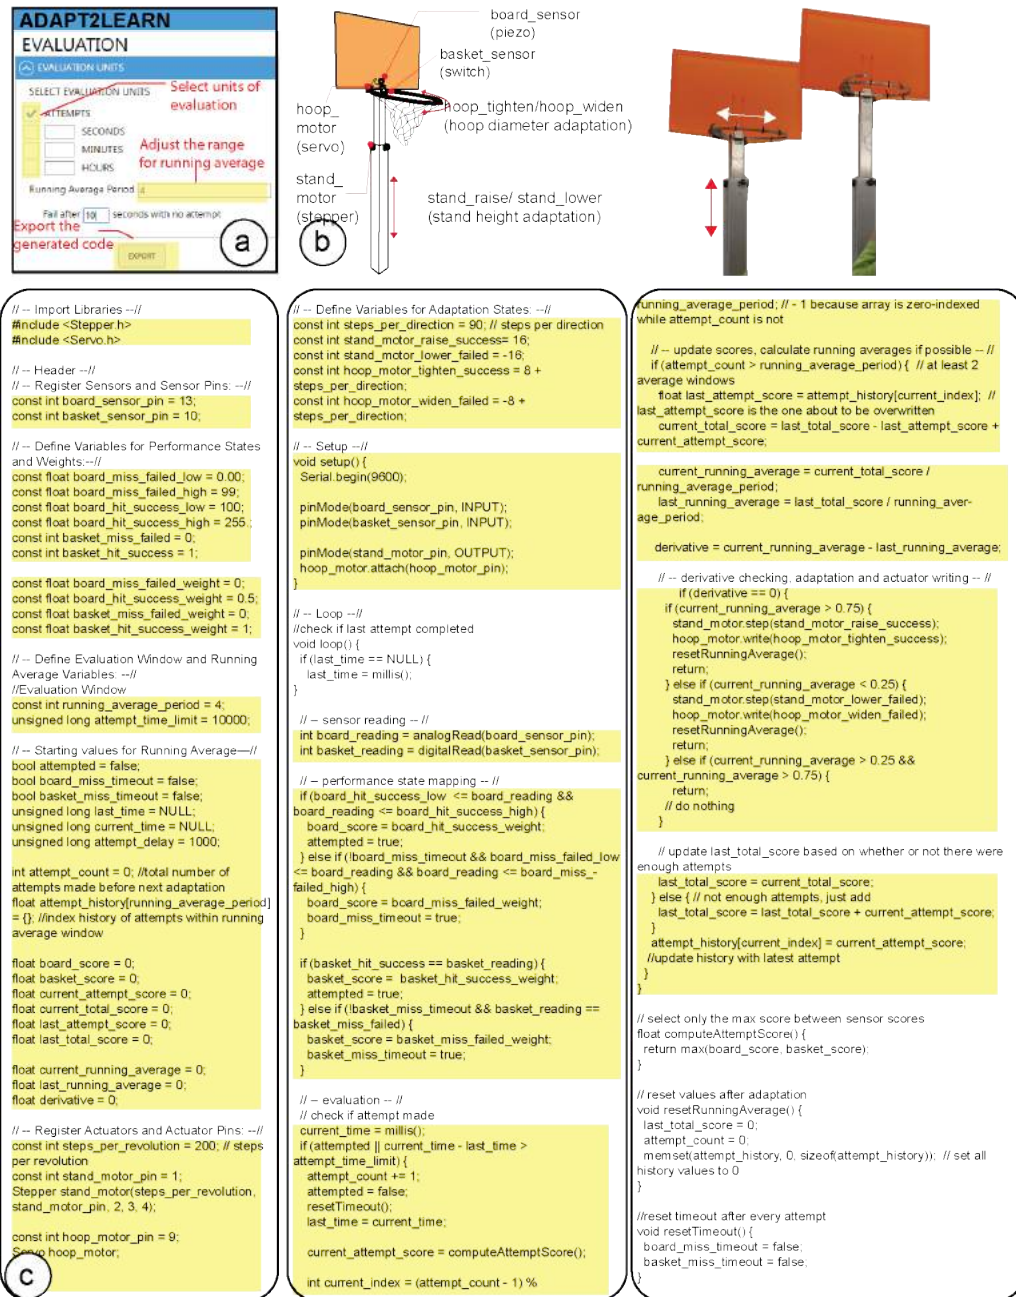 ADAPT2LEARN
EVALUATION
EVALUATION UNITS
SELECT EVALUATION UNITS
Select units of
evaluation
ATTEMPTS
SECONDS
MINUTES
HOURS
Adjust the range
for running average
Running Average Period 4
Fail after 10 seconds with no attempt
Export the
generated code
EXPORT
a
board_sensor
(piezo)
basket_sensor
(switch)
hoop_tighten/hoop_widen
(hoop diameter adaptation)
hoop_
motor
(servo)
stand_
motor
(stepper)
stand_raise/ stand_lower
(stand height adaptation)
b
// -- Import Libraries --//
#include <Stepper.h>
#include <Servo.h>
// -- Header --//
// -- Register Sensors and Sensor Pins: --//
const int board_sensor_pin = 13;
const int basket_sensor_pin = 10;
// -- Define Variables for Performance States
and Weights:--//
const float board_miss_failed_low = 0.00;
const float board_miss_failed_high = 99;
const float board_hit_success_low = 100;
const float board_hit_success_high = 255.;
const int basket_miss_failed = 0;
const int basket_hit_success = 1;
const float board_miss_failed_weight = 0;
const float board_hit_success_weight = 0.5;
const float basket_miss_failed_weight = 0;
const float basket_hit_success_weight = 1;
// -- Define Evaluation Window and Running
Average Variables: --//
//Evaluation Window
const int running_average_period = 4;
unsigned long attempt_time_limit = 10000;
// -- Starting values for Running Average—//
bool attempted = false;
bool board_miss_timeout = false;
bool basket_miss_timeout = false;
unsigned long last_time = NULL;
unsigned long current_time = NULL;
unsigned long attempt_delay = 1000;
int attempt_count = 0; //total number of
attempts made before next adaptation
float attempt_history[running_average_period]
= {}; //index history of attempts within running
average window
float board_score = 0;
float basket_score = 0;
float current_attempt_score = 0;
float current_total_score = 0;
float last_attempt_score = 0;
float last_total_score = 0;
float current_running_average = 0;
float last_running_average = 0;
float derivative = 0;
// -- Register Actuators and Actuator Pins: --//
const int steps_per_revolution = 200; // steps
per revolution
const int stand_motor_pin = 1;
Stepper stand_motor(steps_per_revolution,
stand_motor_pin, 2, 3, 4);
const int hoop_motor_pin = 9;
Servo hoop_motor;
c
// -- Define Variables for Adaptation States: --//
const int steps_per_direction = 90; // steps per direction
const int stand_motor_raise_success= 16;
const int stand_motor_lower_failed = -16;
const int hoop_motor_tighten_success = 8 +
steps_per_direction;
const int hoop_motor_widen_failed = -8 +
steps_per_direction;
// -- Setup --//
void setup() {
Serial.begin(9600);
pinMode(board_sensor_pin, INPUT);
pinMode(basket_sensor_pin, INPUT);
pinMode(stand_motor_pin, OUTPUT);
hoop_motor.attach(hoop_motor_pin);
}
// -- Loop --//
//check if last attempt completed
void loop() {
if (last_time == NULL) {
last_time = millis();
}
// – sensor reading -- //
int board_reading = analogRead(board_sensor_pin);
int basket_reading = digitalRead(basket_sensor_pin);
// – performance state mapping -- //
if (board_hit_success_low <= board_reading &&
board_reading <= board_hit_success_high) {
board_score = board_hit_success_weight;
attempted = true;
} else if (!board_miss_timeout && board_miss_failed_low
<= board_reading && board_reading <= board_miss_-
failed_high) {
board_score = board_miss_failed_weight;
board_miss_timeout = true;
}
if (basket_hit_success == basket_reading) {
basket_score = basket_hit_success_weight;
attempted = true;
} else if (!basket_miss_timeout && basket_reading ==
basket_miss_failed) {
basket_score = basket_miss_failed_weight;
basket_miss_timeout = true;
}
// – evaluation -- //
// check if attempt made
current_time = millis();
if (attempted || current_time - last_time >
attempt_time_limit) {
attempt_count += 1;
attempted = false;
resetTimeout();
last_time = current_time;
current_attempt_score = computeAttemptScore();
int current_index = (attempt_count - 1) %
running_average_period; // - 1 because array is zero-indexed
while attempt_count is not
// -- update scores, calculate running averages if possible -- //
if (attempt_count > running_average_period) { // at least 2
average windows
float last_attempt_score = attempt_history[current_index]; //
last_attempt_score is the one about to be overwritten
current_total_score = last_total_score - last_attempt_score +
current_attempt_score;
current_running_average = current_total_score /
running_average_period;
last_running_average = last_total_score / running_aver-
age_period;
derivative = current_running_average - last_running_average;
// -- derivative checking, adaptation and actuator writing -- //
if (derivative == 0) {
if (current_running_average > 0.75) {
stand_motor.step(stand_motor_raise_success);
hoop_motor.write(hoop_motor_tighten_success);
resetRunningAverage();
return;
} else if (current_running_average < 0.25) {
stand_motor.step(stand_motor_lower_failed);
hoop_motor.write(hoop_motor_widen_failed);
resetRunningAverage();
return;
} else if (current_running_average > 0.25 &&
current_running_average > 0.75) {
return;
// do nothing
}
// update last_total_score based on whether or not there were
enough attempts
last_total_score = current_total_score;
} else { // not enough attempts, just add
last_total_score = last_total_score + current_attempt_score;
}
attempt_history[current_index] = current_attempt_score;
//update history with latest attempt
}
}
// select only the max score between sensor scores
float computeAttemptScore() {
return max(board_score, basket_score);
}
// reset values after adaptation
void resetRunningAverage() {
last_total_score = 0;
attempt_count = 0;
memset(attempt_history, 0, sizeof(attempt_history)); // set all
history values to 0
}
//reset timeout after every attempt
void resetTimeout() {
board_miss_timeout = false;
basket_miss_timeout = false;
}